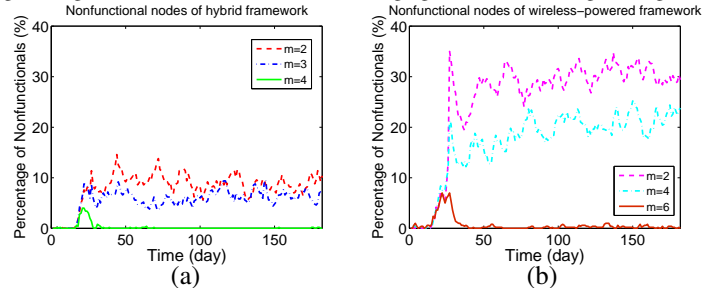 Nonfunctional nodes of hybrid framework
40
30
20
10
0
0
50
100
150
Percentage of Nonfunctionals (%)
Time (day)
m=2
m=3
m=4
(a)
Nonfunctional nodes of wireless−powered framework
40
30
20
10
0
0
50
100
150
Percentage of Nonfunctionals (%)
Time (day)
m=2
m=4
m=6
(b)